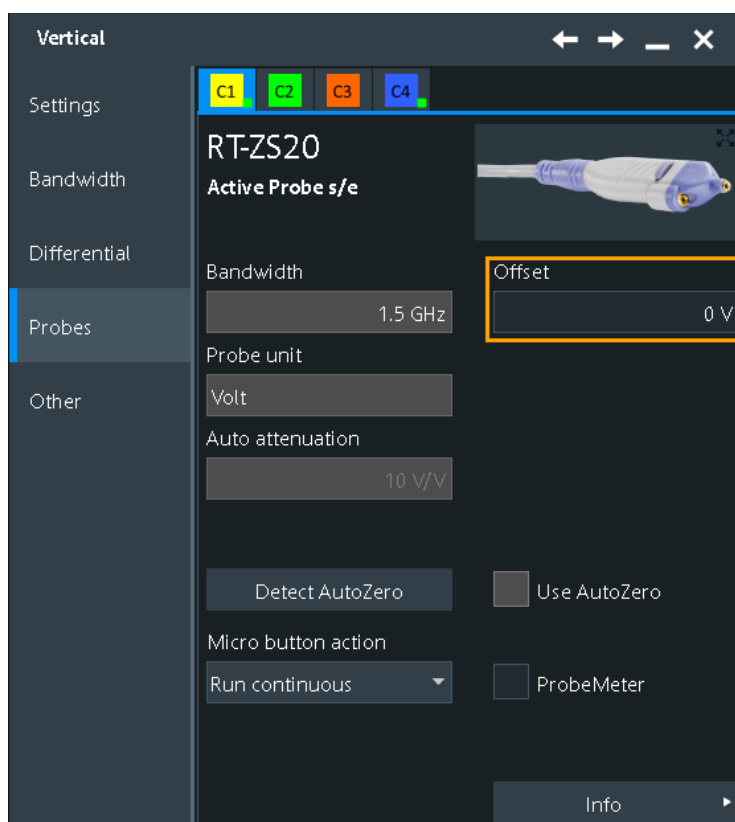 Vertical
Settings
Bandwidth
Differential
Probes
Other
C1 C2 C3 C4
RT-ZS20
Active Probe s/e
Bandwidth
1.5 GHz
Offset
0 V
Probe unit
Volt
Auto attenuation
10 V/V
Detect AutoZero
Use AutoZero
Micro button action
Run continuous
ProbeMeter
Info